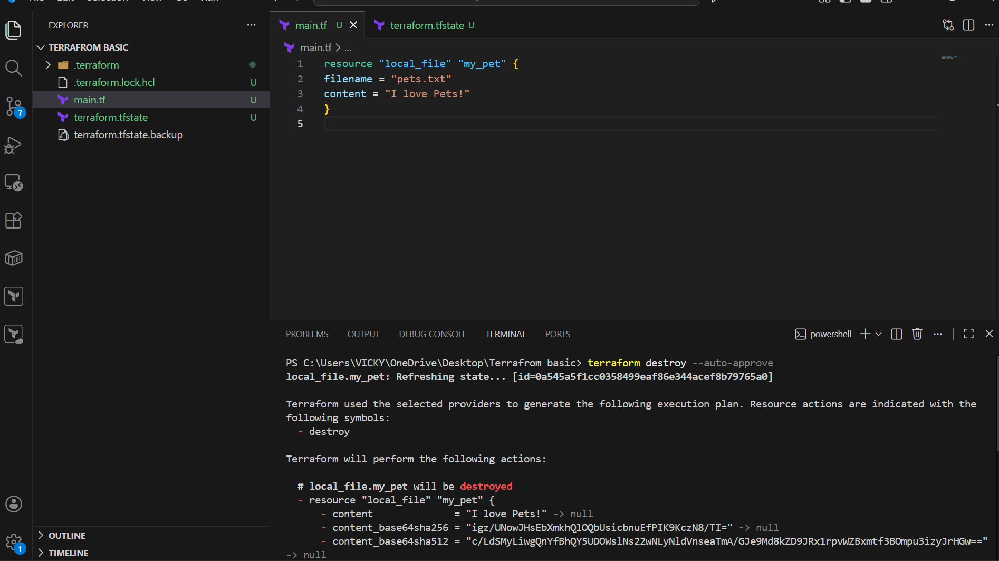 EXPLORER
TERRAFROM BASIC
.terraform
.terraform.lock.hcl U
main.tf U
terraform.tfstate U
terraform.tfstate.backup
7
OUTLINE
TIMELINE
1
main.tf U
terraform.tfstate U
main.tf > ...
1 resource "local_file" "my_pet" {
2 filename = "pets.txt"
3 content = "I love Pets!"
4 }
5
PROBLEMS OUTPUT DEBUG CONSOLE TERMINAL PORTS
powershell
PS C:\Users\VICKY\OneDrive\Desktop\Terrafrom basic> terraform destroy --auto-approve
local_file.my_pet: Refreshing state... [id=0a545a5f1cc0358499eaf86e344acef8b79765a0]
Terraform used the selected providers to generate the following execution plan. Resource actions are indicated with the
following symbols:
- destroy
Terraform will perform the following actions:
# local_file.my_pet will be destroyed
- resource "local_file" "my_pet" {
- content = "I love Pets!" -> null
- content_base64sha256 = "igz/UNowJHsEbXmkhQlOQbUsicbnuEfPIK9KczN8/TI=" -> null
- content_base64sha512 = "c/LdSMyLiwgQnYfBhQY5UDOWslNs22wNLyNldVnseaTmA/GJe9Md8kZD9JRx1rpvWZBxmtf3BOmpu3izyJrHGw=="
-> null